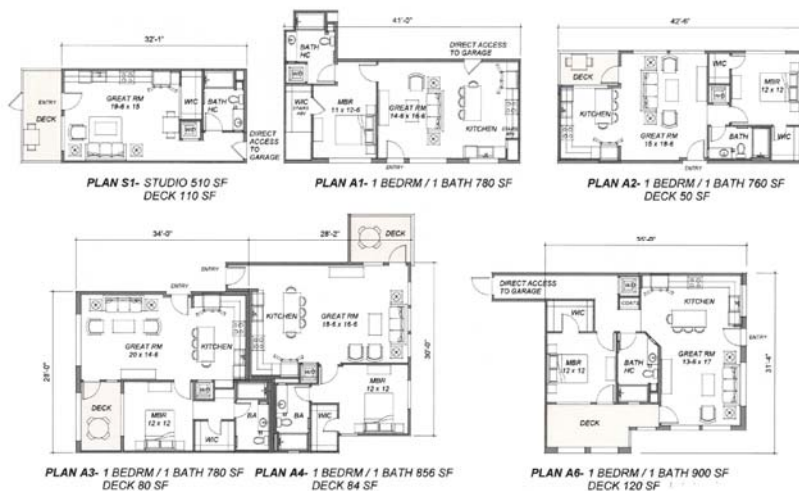 32'-1"
ENTRY
DECK
GREAT RM
19-6 x 15
WIC
BATH
HC
W/D
DIRECT
ACCESS
TO
GARAGE
PLAN S1- STUDIO 510 SF
DECK 110 SF
41'-0"
BATH
HC
DIRECT ACCESS
TO GARAGE
WIC
MBR
11 x 12-6
GREAT RM
14-6 x 16-6
KITCHEN
ENTRY
PLAN A1- 1 BEDRM / 1 BATH 780 SF
42'-6"
DECK
KITCHEN
GREAT RM
15 x 18-6
WIC
MBR
12 x 12
BATH
WIC
ENTRY
PLAN A2- 1 BEDRM / 1 BATH 760 SF
DECK 50 SF
34'-0"
ENTRY
GREAT RM
20 x 14-6
KITCHEN
DECK
MBR
12 x 12
WIC
BA
PLAN A3- 1 BEDRM / 1 BATH 780 SF
DECK 80 SF
28'-2"
DECK
ENTRY
KITCHEN
GREAT RM
18-6 x 16-6
30'-0"
BA
WIC
MBR
12 x 12
PLAN A4- 1 BEDRM / 1 BATH 856 SF
DECK 84 SF
DIRECT ACCESS
TO GARAGE
COATS
KITCHEN
WIC
MBR
12 x 12
BATH
HC
ENTRY
GREAT RM
13-6 x 17
31'-4"
DECK
PLAN A6- 1 BEDRM / 1 BATH 900 SF
DECK 120 SF